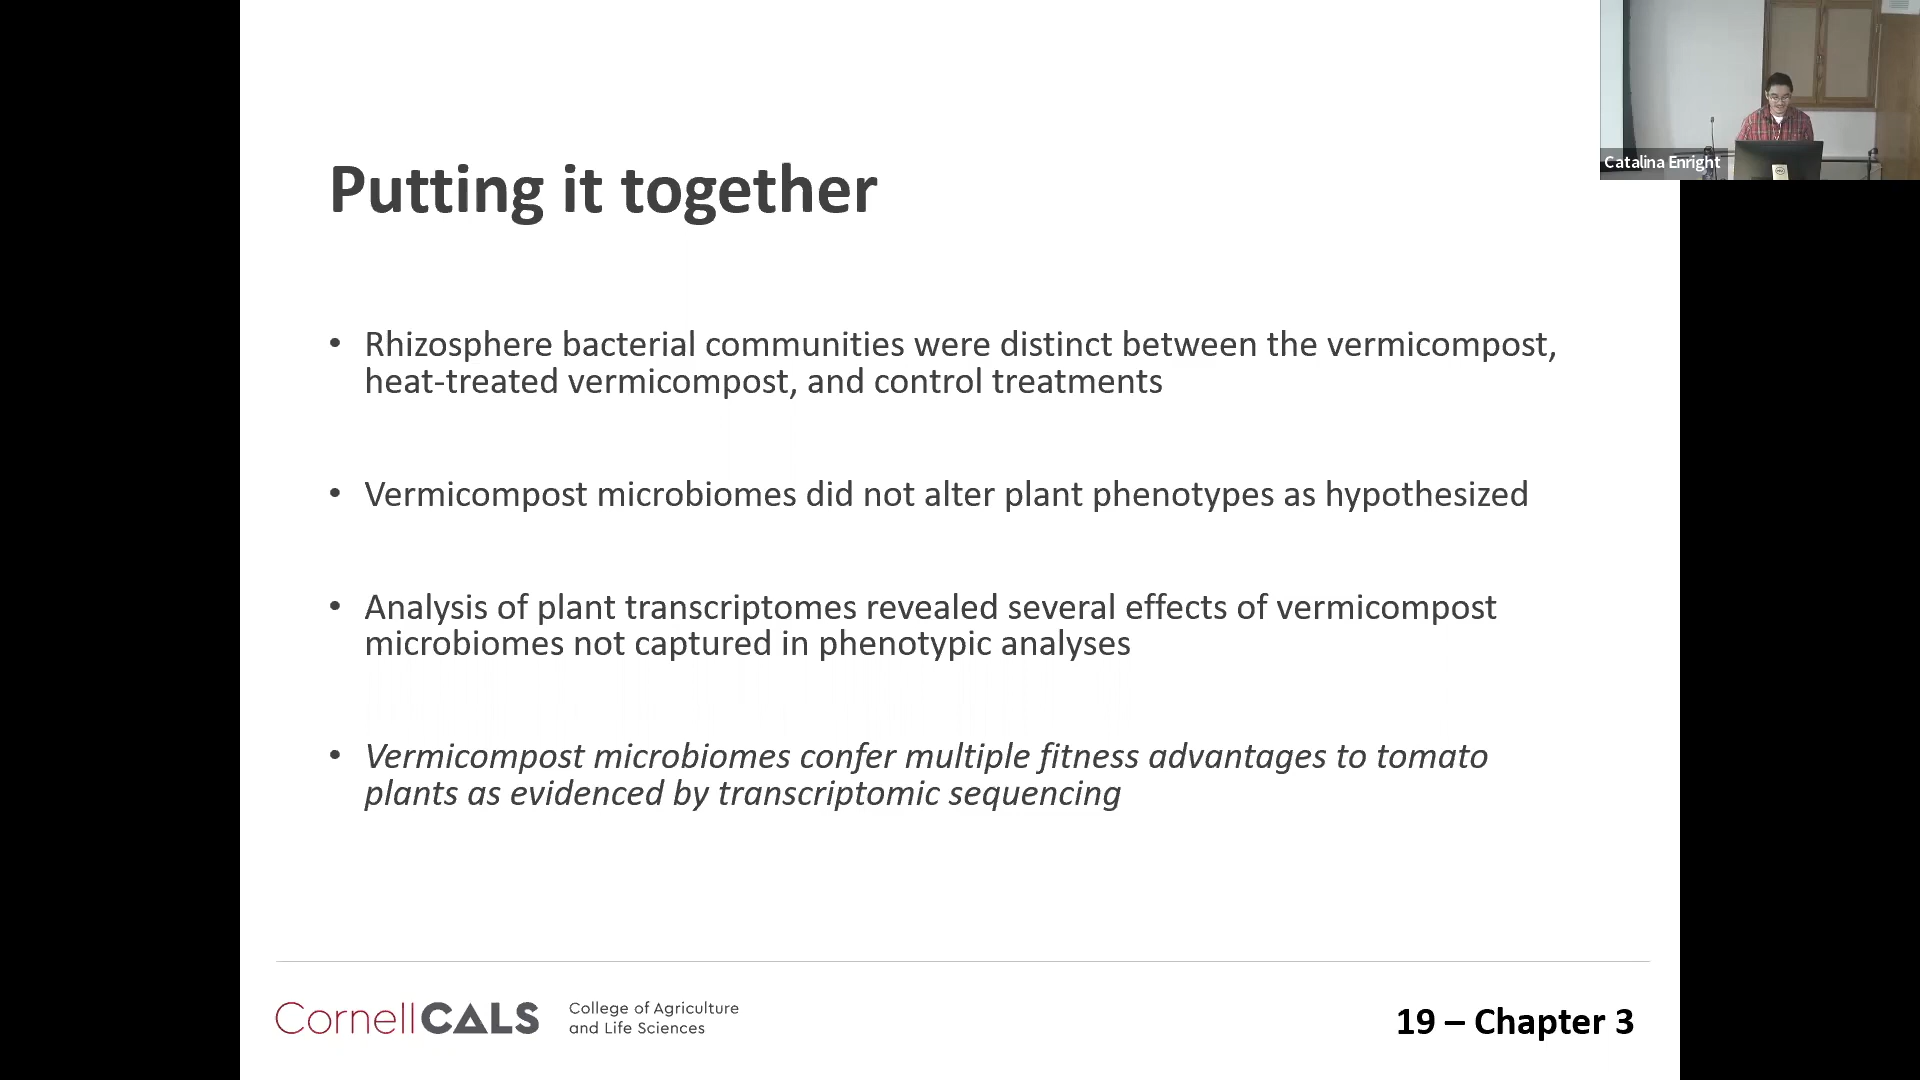 Catalina Enright
Putting it together
• Rhizosphere bacterial communities were distinct between the vermicompost,
heat-treated vermicompost, and control treatments
• Vermicompost microbiomes did not alter plant phenotypes as hypothesized
• Analysis of plant transcriptomes revealed several effects of vermicompost
microbiomes not captured in phenotypic analyses
• Vermicompost microbiomes confer multiple fitness advantages to tomato
plants as evidenced by transcriptomic sequencing
CornellCALS
College of Agriculture
and Life Sciences
19 – Chapter 3